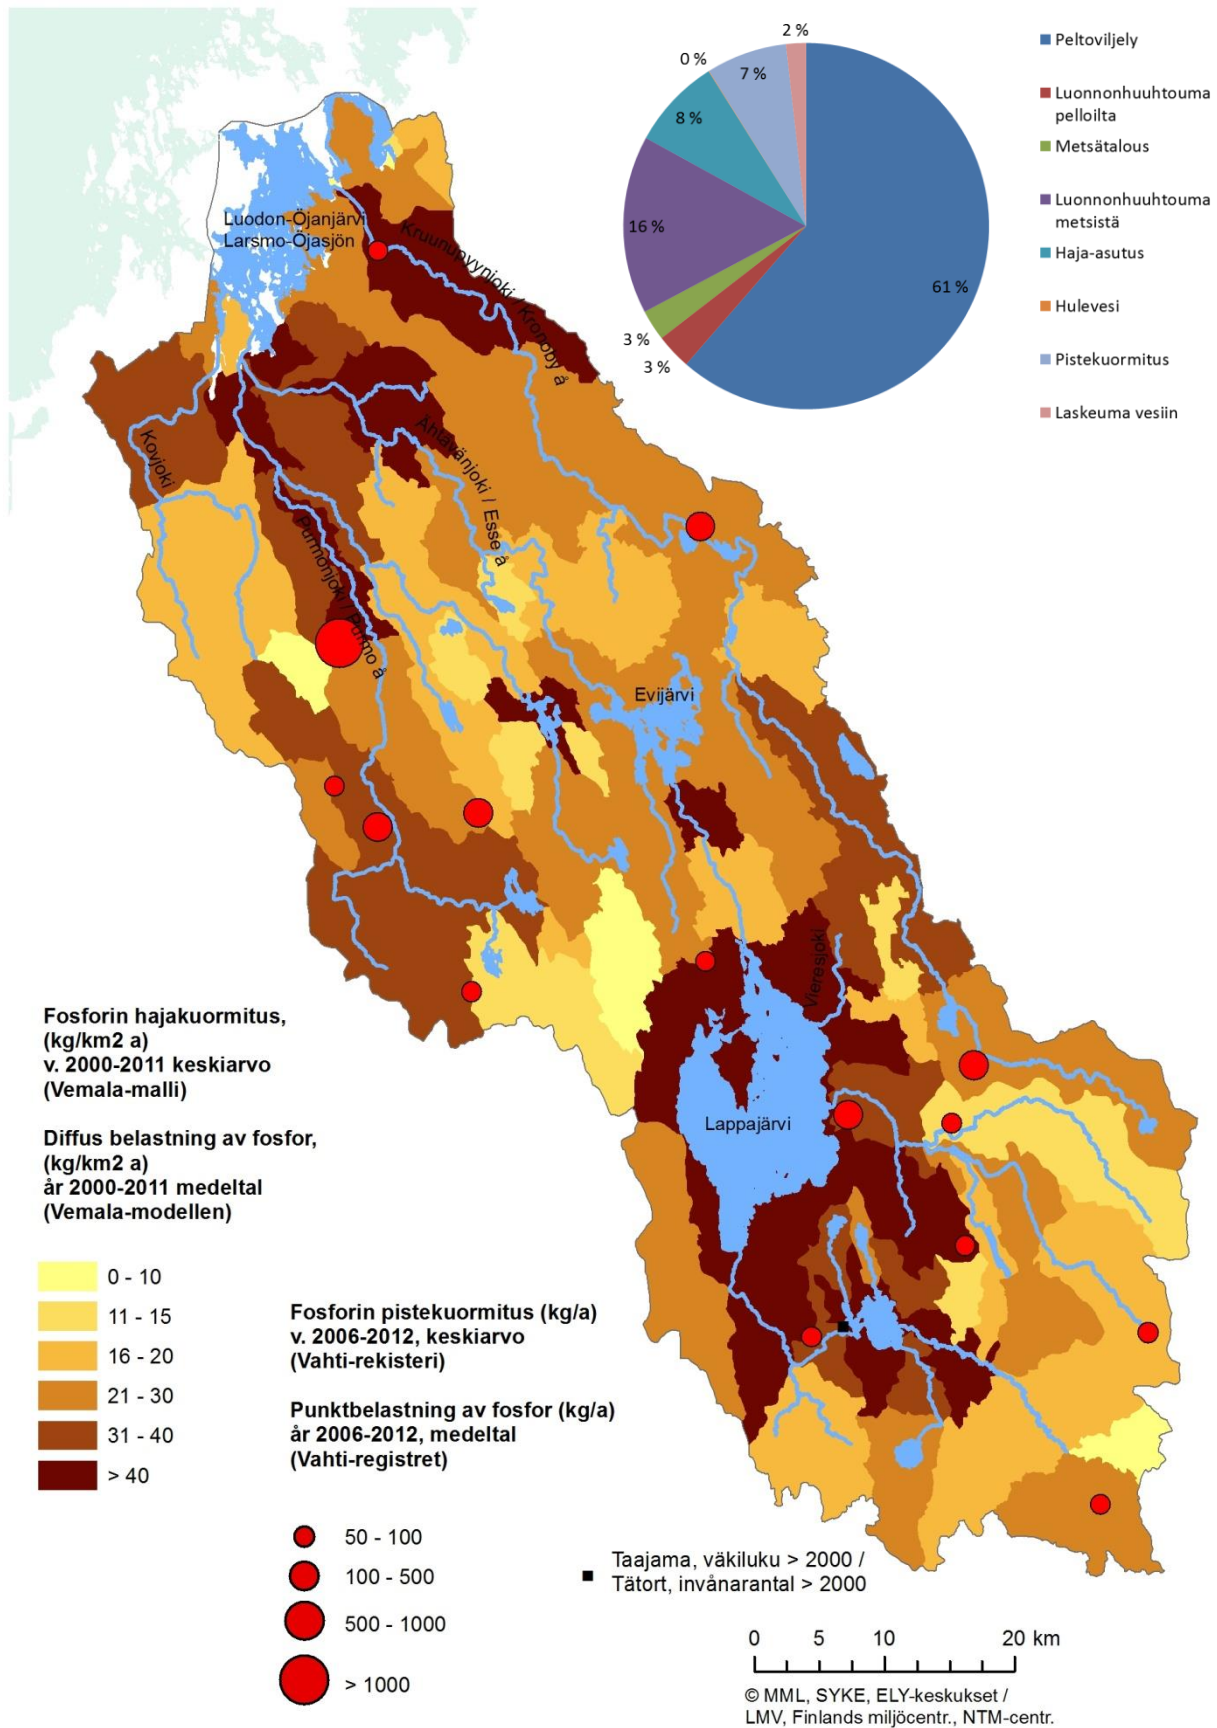 2 %
0 %
7 %
8 %
16 %
61 %
3 %
3 %
Peltoviljely
Luonnonhuuhtouma
pelloilta
Metsätalous
Luonnonhuuhtouma
metsistä
Haja-asutus
Hulevesi
Pistekuormitus
Laskeuma vesiin
Luodon-Öjanjärvi
Larsmo-Öjasjön
Kruunupyynjoki / Kronoby å
Ähtävänjoki / Esse å
Kovjoki
Purmonjoki / Purmo å
Evijärvi
Vieresjoki
Lappajärvi
Fosforin hajakuormitus,
(kg/km2 a)
v. 2000-2011 keskiarvo
(Vemala-malli)
Diffus belastning av fosfor,
(kg/km2 a)
år 2000-2011 medeltal
(Vemala-modellen)
0 - 10
11 - 15
16 - 20
21 - 30
31 - 40
> 40
Fosforin pistekuormitus (kg/a)
v. 2006-2012, keskiarvo
(Vahti-rekisteri)
Punktbelastning av fosfor (kg/a)
år 2006-2012, medeltal
(Vahti-registret)
50 - 100
100 - 500
500 - 1000
> 1000
Taajama, väkiluku > 2000 /
Tätort, invånarantal > 2000
0 5 10 20 km
© MML, SYKE, ELY-keskukset /
LMV, Finlands miljöcentr., NTM-centr.